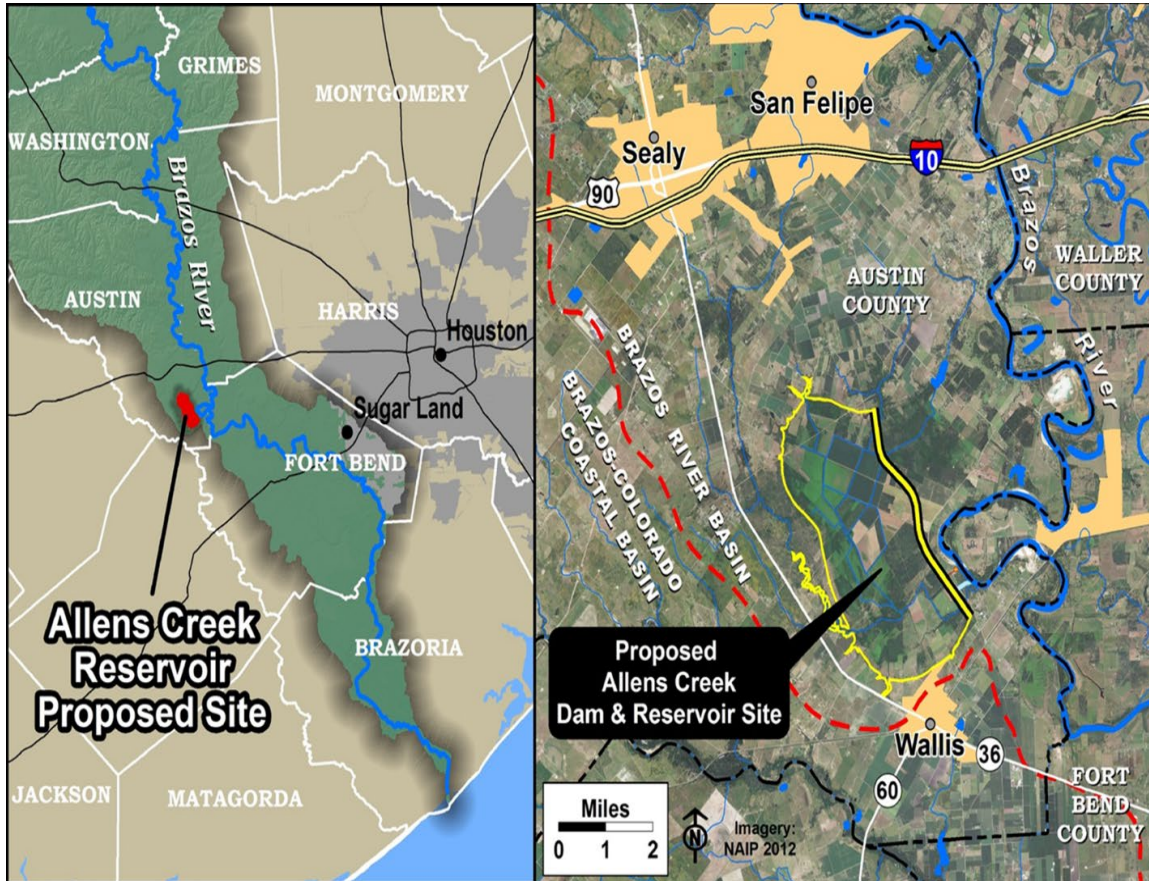 GRIMES
MONTGOMERY
WASHINGTON
Brazos River
AUSTIN
HARRIS
Houston
Sugar Land
FORT BEND
Allens Creek
Reservoir
Proposed Site
BRAZORIA
JACKSON
MATAGORDA
San Felipe
Sealy
10
90
Brazos
River
WALLER
COUNTY
AUSTIN
COUNTY
BRAZOS RIVER BASIN
BRAZOS-COLORADO
COASTAL BASIN
Proposed
Allens Creek
Dam & Reservoir Site
Wallis
36
60
FORT
BEND
COUNTY
Miles
0 1 2
N
Imagery:
NAIP 2012